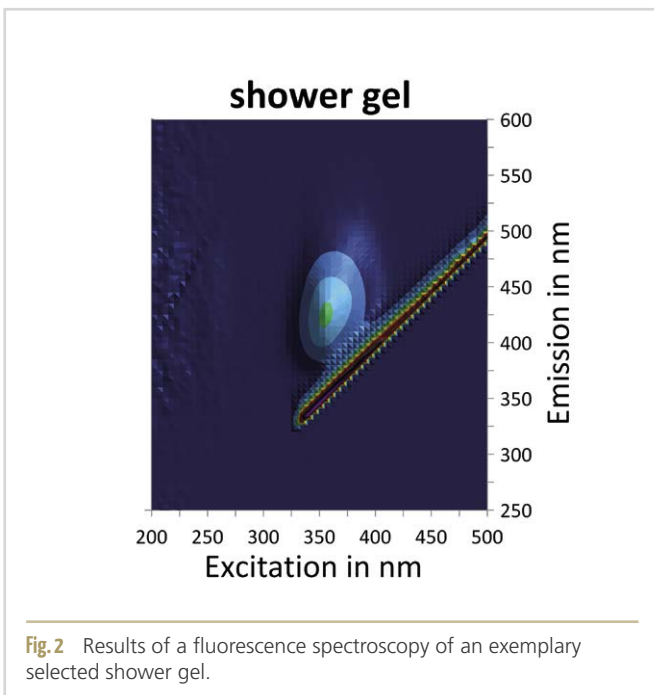 shower gel
600
550
500
450
400
350
300
250
Emission in nm
200 250 300 350 400 450 500
Excitation in nm
Fig. 2 Results of a fluorescence spectroscopy of an exemplary
selected shower gel.